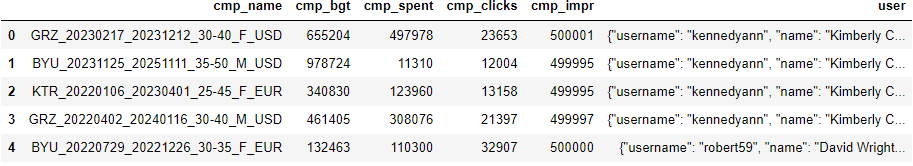 cmp_name cmp_bgt cmp_spent cmp_clicks cmp_impr user
0 GRZ_20230217_20231212_30-40_F_USD 655204 497978 23653 500001 {"username": "kennedyann", "name": "Kimberly C...
1 BYU_20231125_20251111_35-50_M_USD 978724 11310 12004 499995 {"username": "kennedyann", "name": "Kimberly C...
2 KTR_20220106_20230401_25-45_F_EUR 340830 123960 13158 499995 {"username": "kennedyann", "name": "Kimberly C...
3 GRZ_20220402_20240116_30-40_M_USD 461405 308076 21397 499997 {"username": "kennedyann", "name": "Kimberly C...
4 BYU_20220729_20221226_30-35_F_EUR 132463 110300 32907 500000 {"username": "robert59", "name": "David Wright...